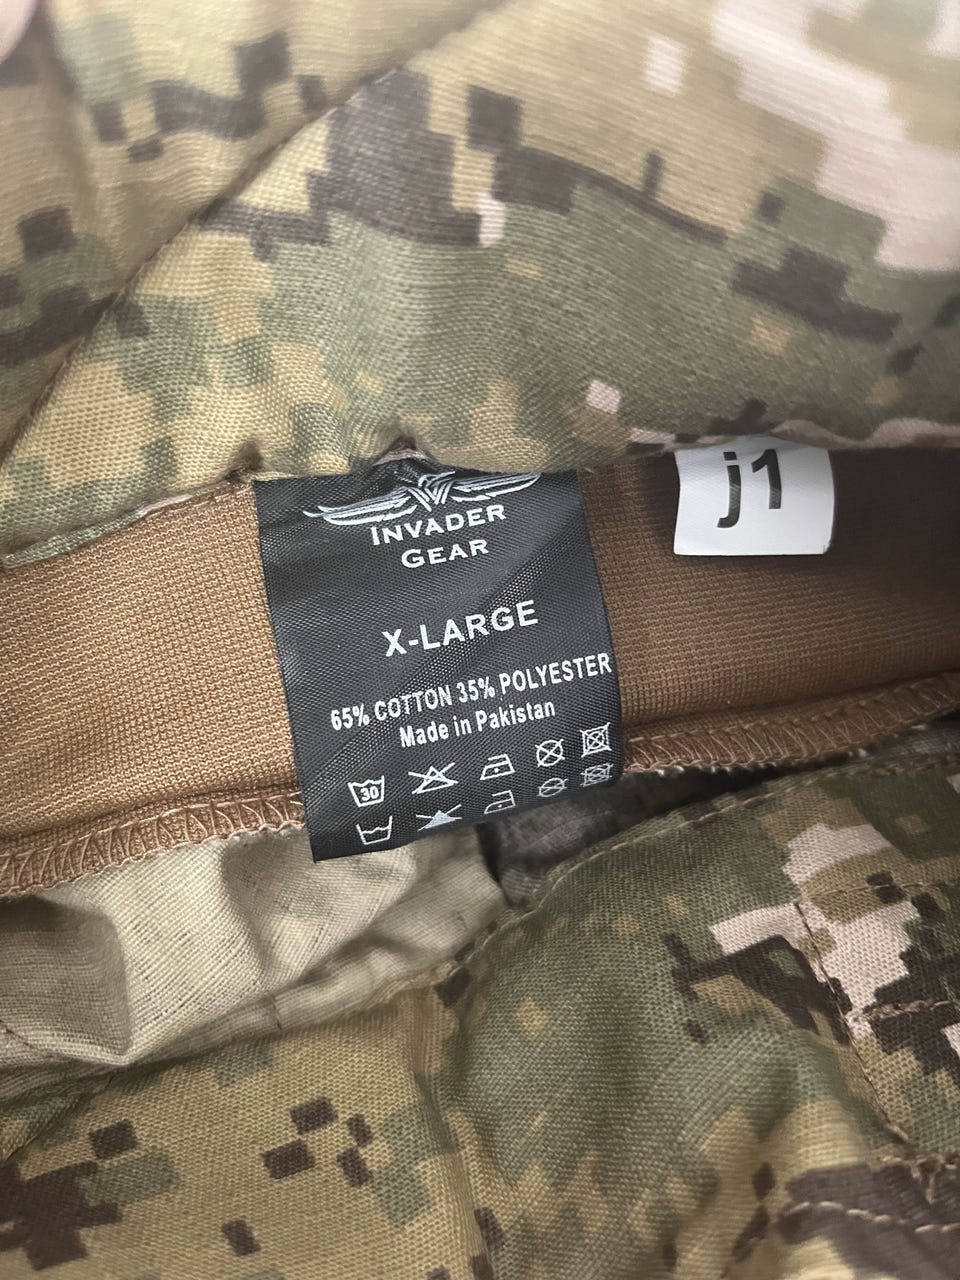 INVADER
GEAR
j1
X-LARGE
65% COTTON 35% POLYESTER
Made in Pakistan
30